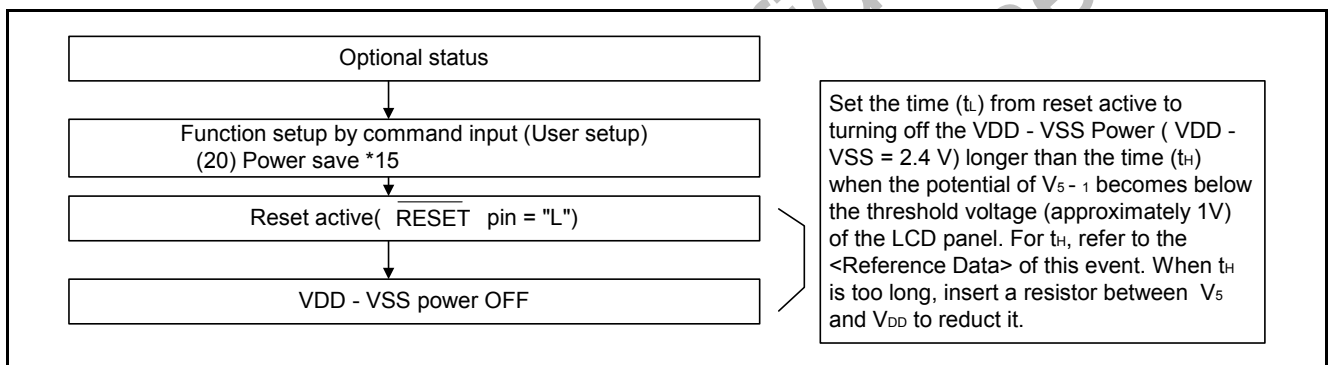 Optional status
Function setup by command input (User setup)
(20) Power save *15
Reset active( RESET pin = "L")
VDD - VSS power OFF
Set the time (tL) from reset active to
turning off the VDD - VSS Power ( VDD -
VSS = 2.4 V) longer than the time (tH)
when the potential of V5 - 1 becomes below
the threshold voltage (approximately 1V)
of the LCD panel. For tH, refer to the
<Reference Data> of this event. When tH
is too long, insert a resistor between V5
and VDD to reduct it.